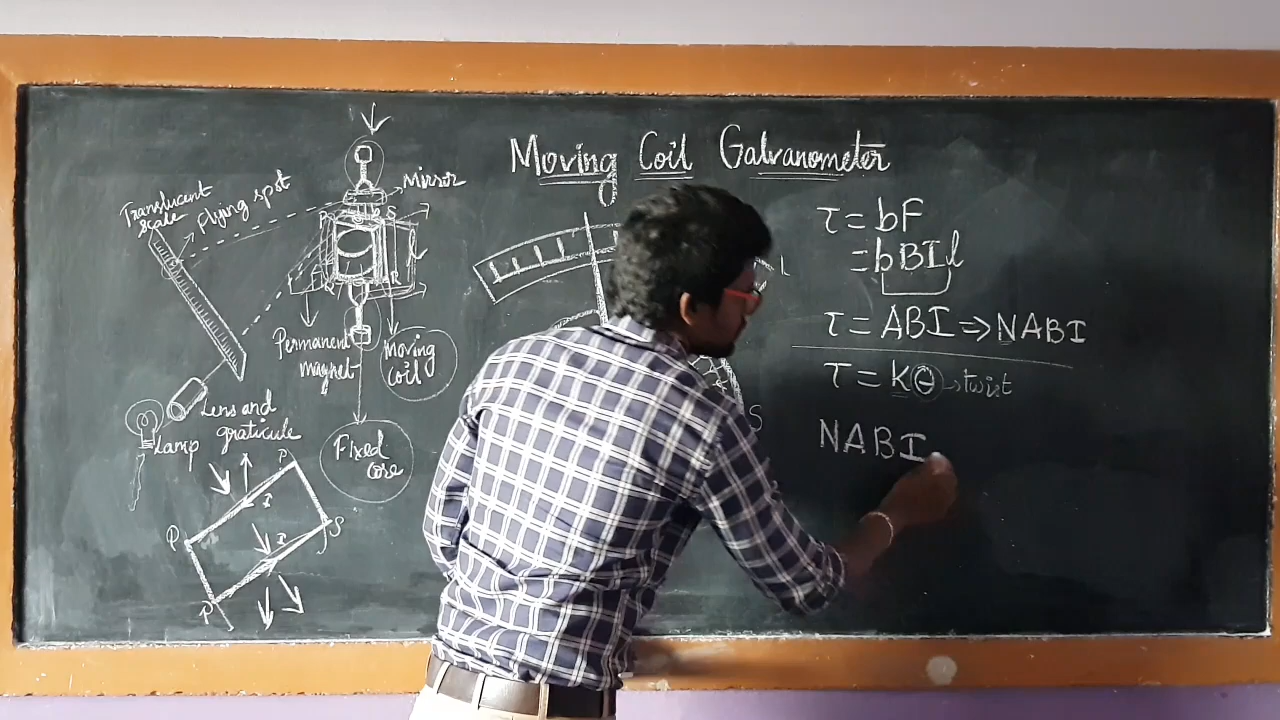 Moving Coil Galvanometer
Mirror
Translucent
scale
Flying spot
S
l
Permanent
magnet
Moving
coil
Lens and
graticule
Lamp
Fixed
core
P
I
P
I
S
R
L
S
τ = bF
= bBIl
τ = ABI => NABI
τ = kθ → twist
NABI